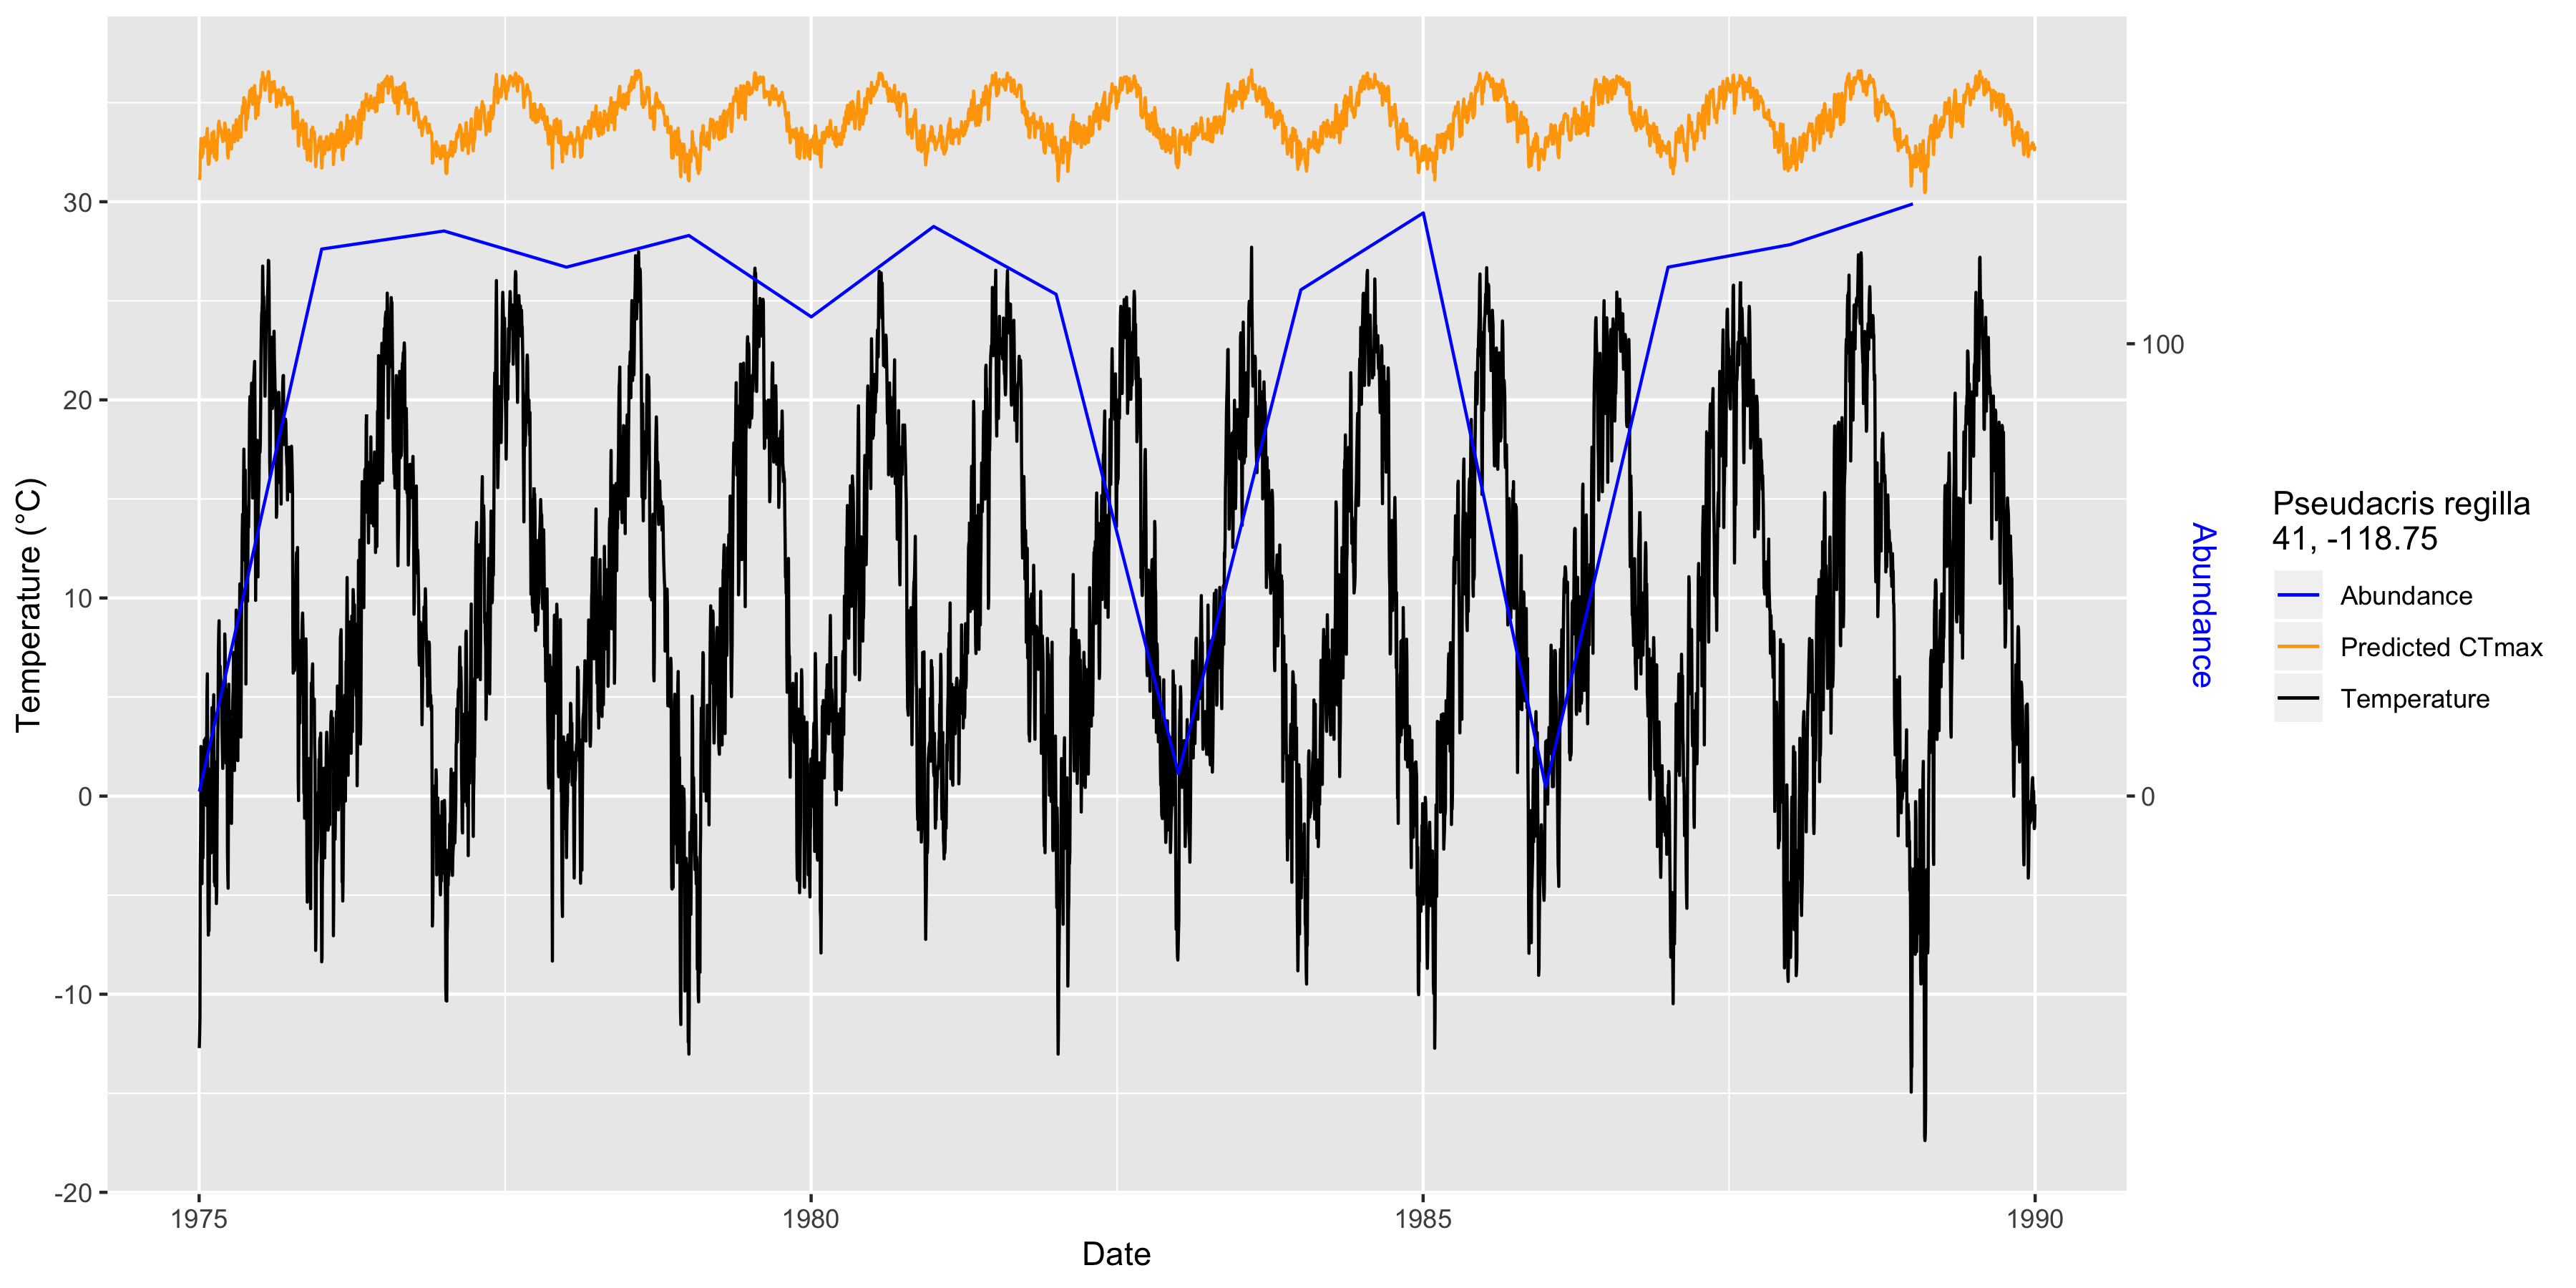 30
20
10
0
-10
-20
Temperature (°C)
1975
1980
1985
1990
Date
100
0
Abundance
Pseudacris regilla
41, -118.75
Abundance
Predicted CTmax
Temperature